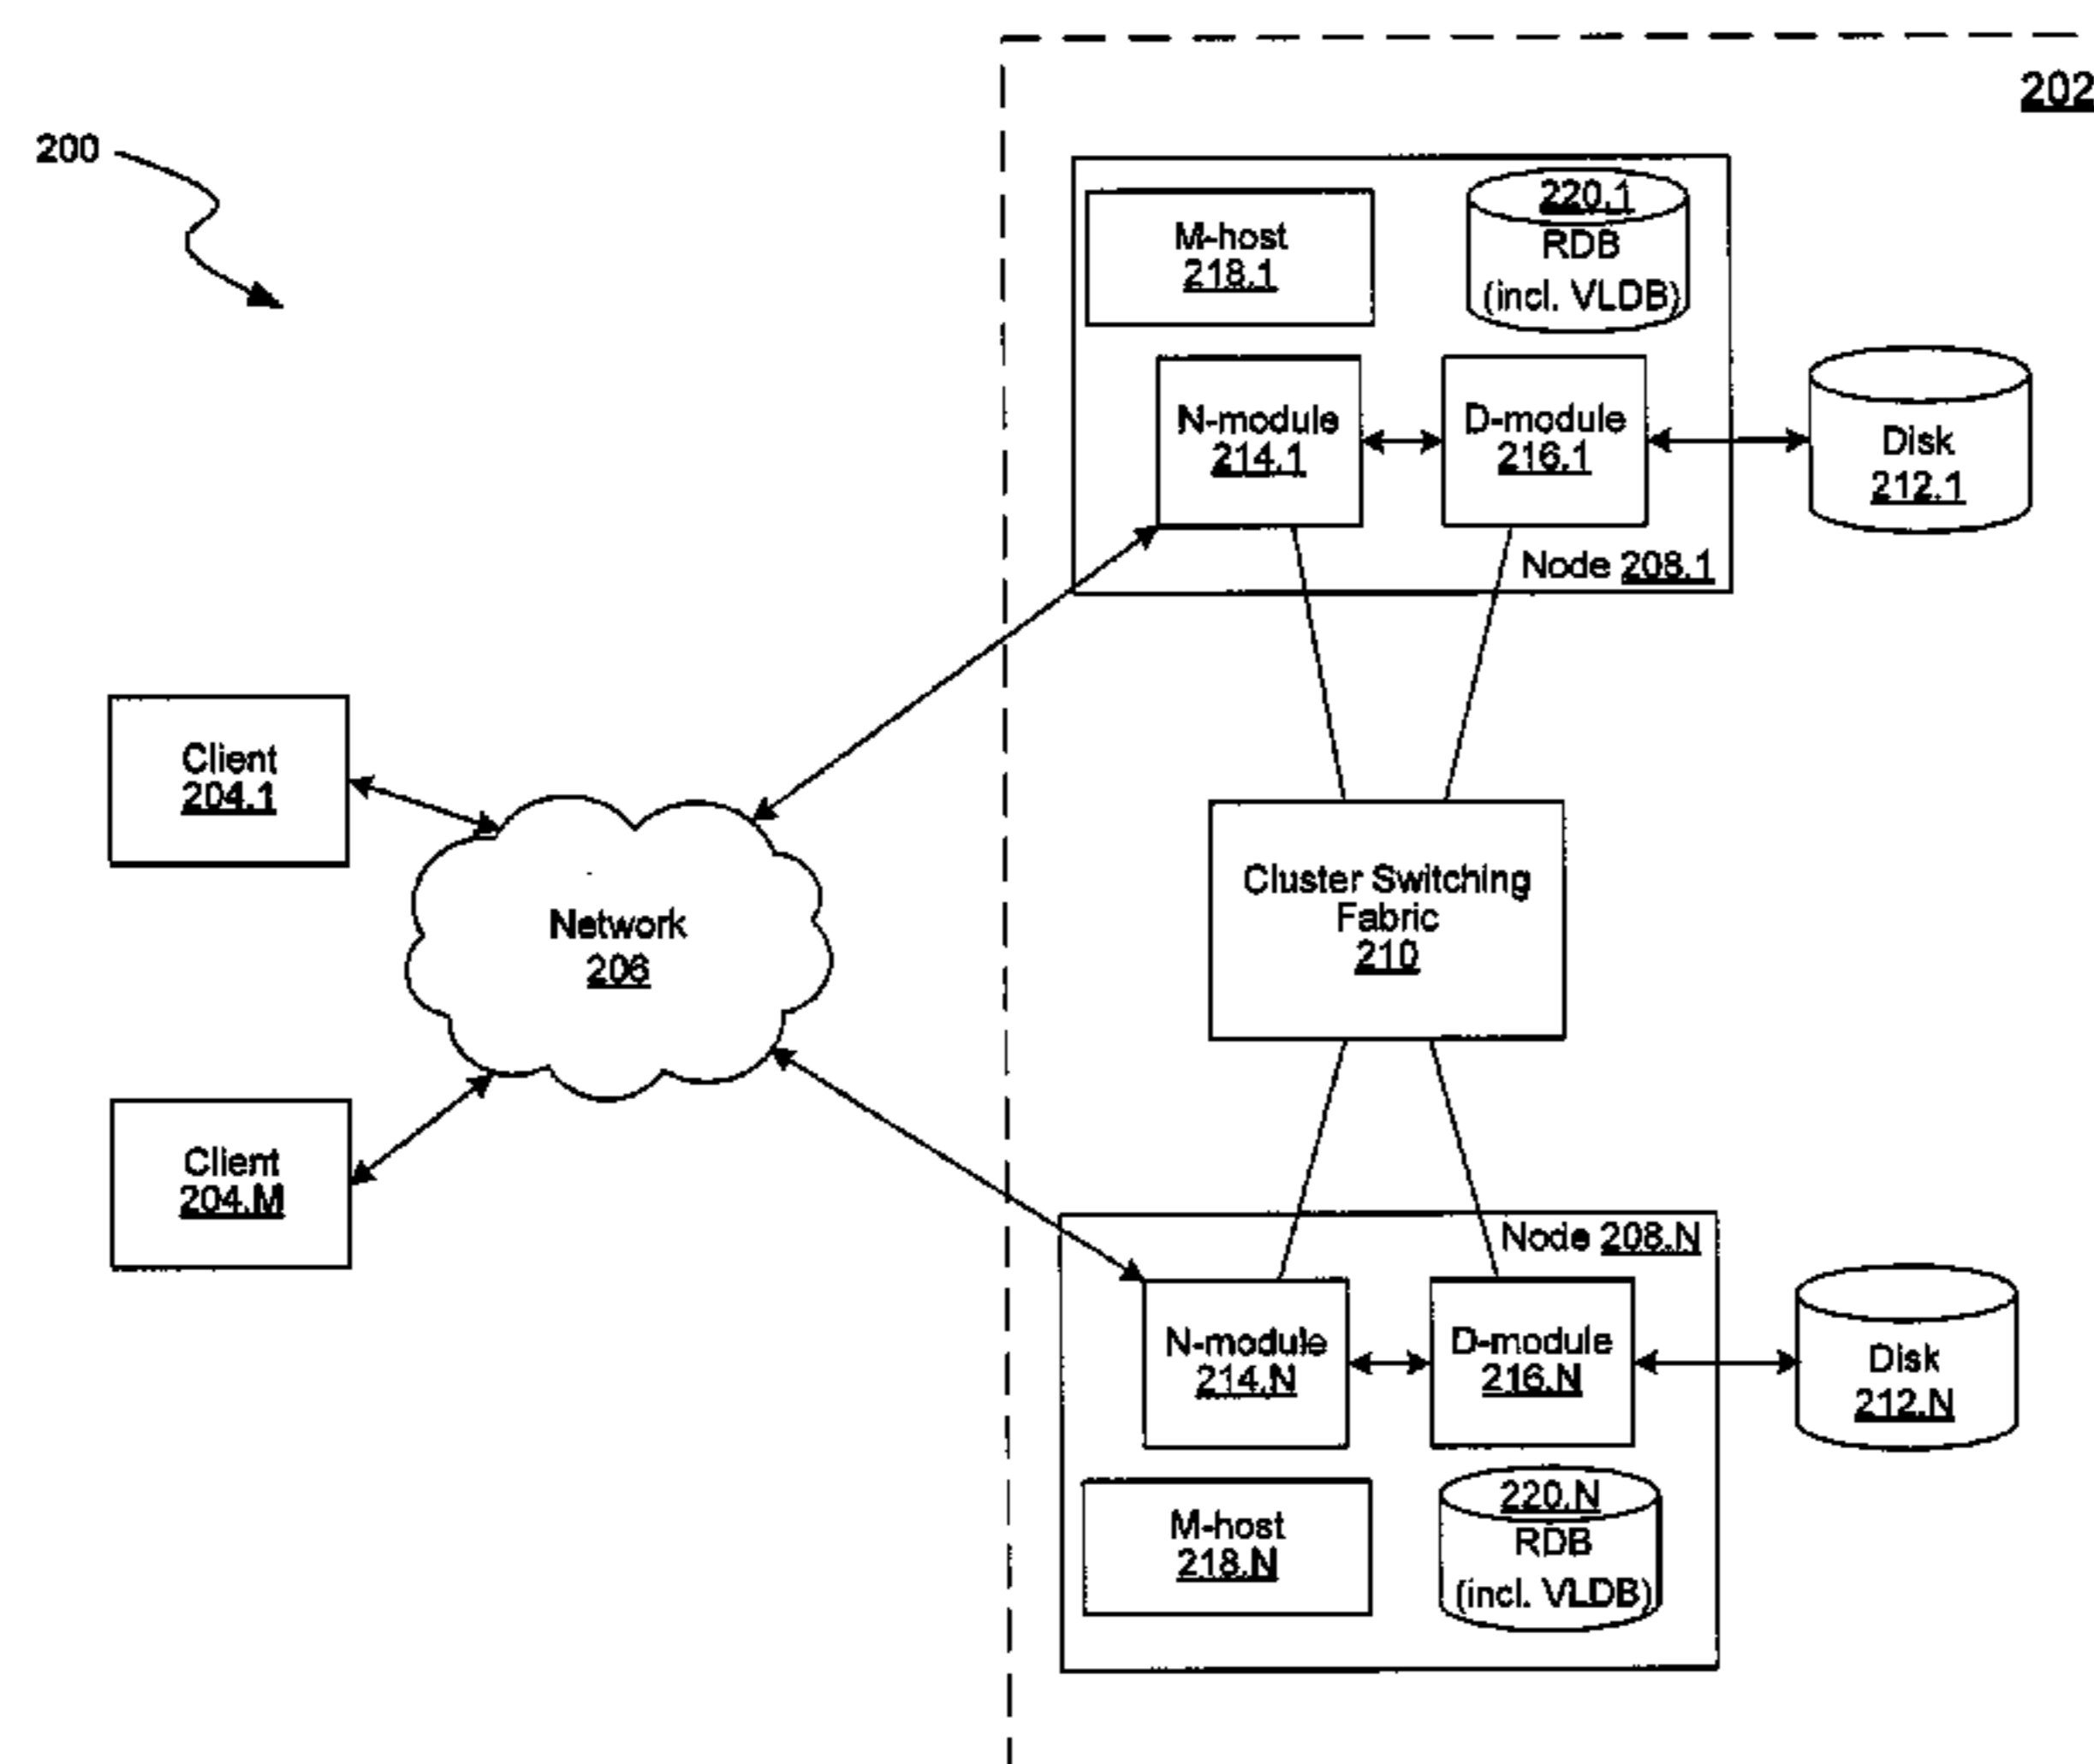 202
200
220.1
RDB
(incl. VLDB)
M-host
218.1
N-module
214.1
D-module
216.1
Disk
212.1
Node 208.1
Client
204.1
Network
206
Cluster Switching
Fabric
210
Client
204.M
Node 208.N
N-module
214.N
D-module
216.N
Disk
212.N
M-host
218.N
220.N
RDB
(incl. VLDB)